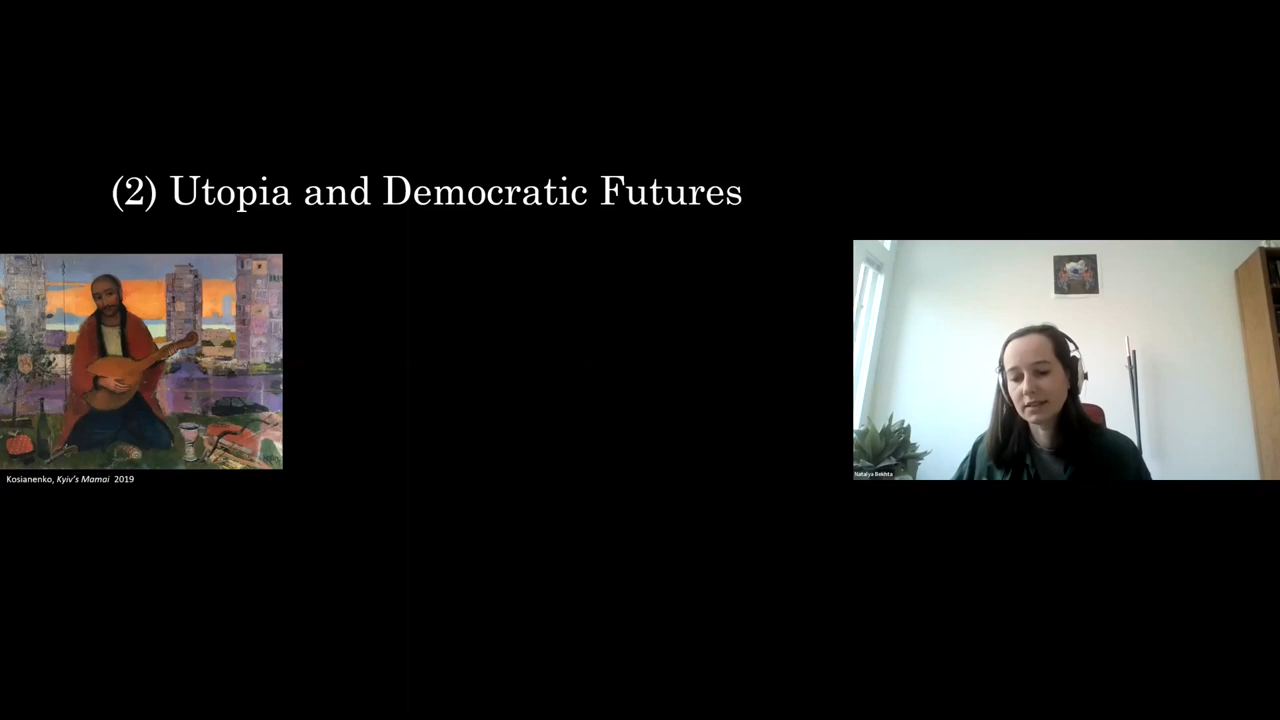 (2) Utopia and Democratic Futures
Kosianenko, Kyiv's Mamai 2019
Natalya Bekhta